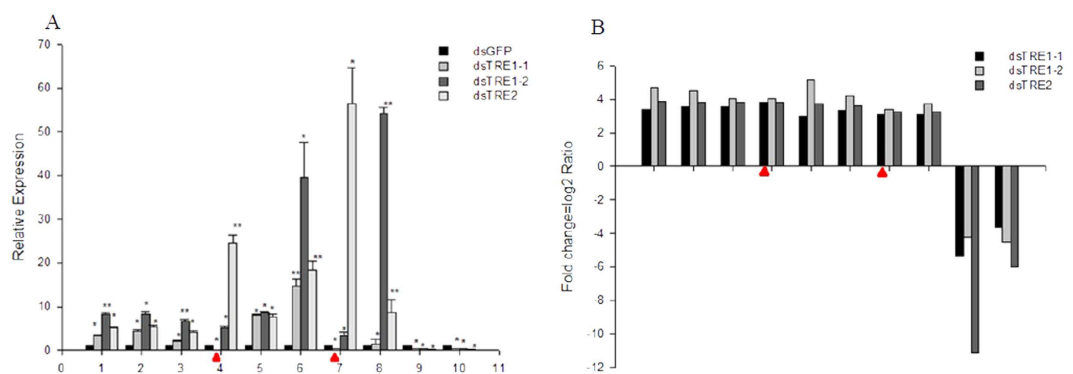 A
B
70
60
50
40
30
20
10
0
Relative Expression
dsGFP
dsTRE1-1
dsTRE1-2
dsTRE2
* ** *
* * *
* ** *
* * **
* * *
** * **
* * *
* ** **
* * *
* * *
0 1 2 3 4 5 6 7 8 9 10 11
6
4
2
0
-2
-4
-6
-8
-10
-12
Fold change=log2 Ratio
dsTRE1-1
dsTRE1-2
dsTRE2